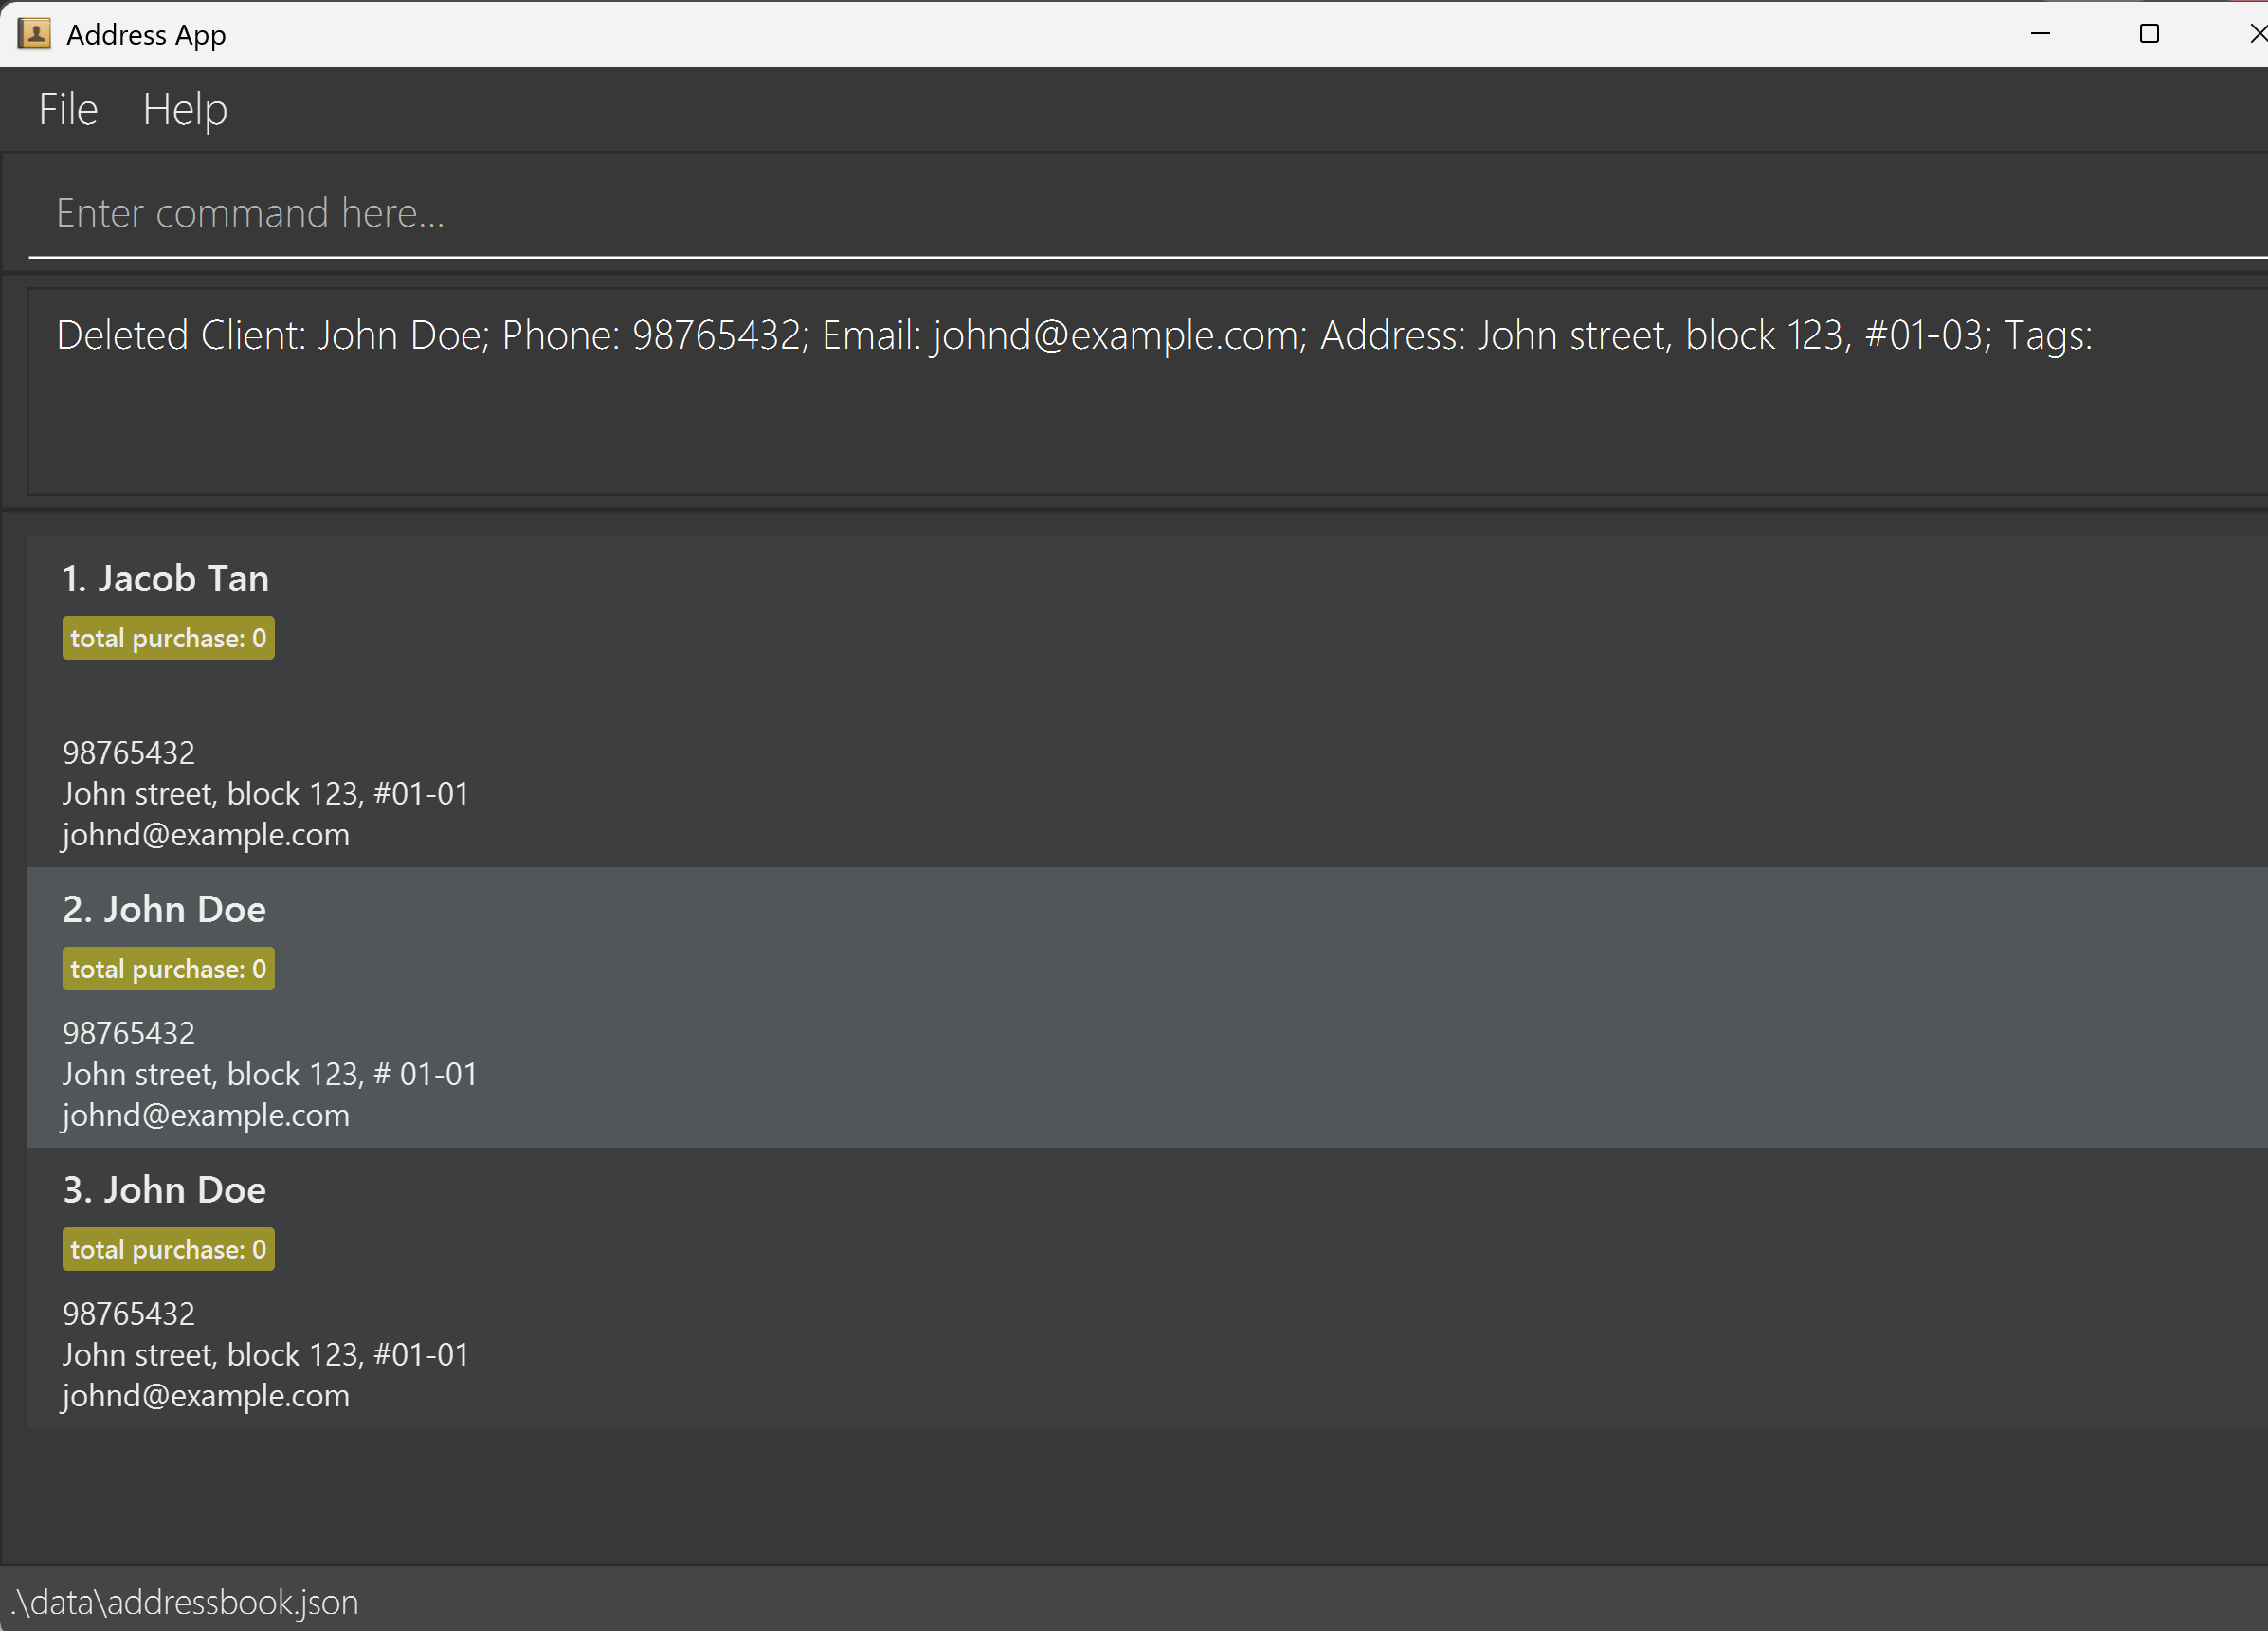 Address App
File Help
Enter command here...
Deleted Client: John Doe; Phone: 98765432; Email: johnd@example.com; Address: John street, block 123, #01-03; Tags:
1. Jacob Tan
total purchase: 0
98765432
John street, block 123, #01-01
johnd@example.com
2. John Doe
total purchase: 0
98765432
John street, block 123, # 01-01
johnd@example.com
3. John Doe
total purchase: 0
98765432
John street, block 123, #01-01
johnd@example.com
.\data\addressbook.json